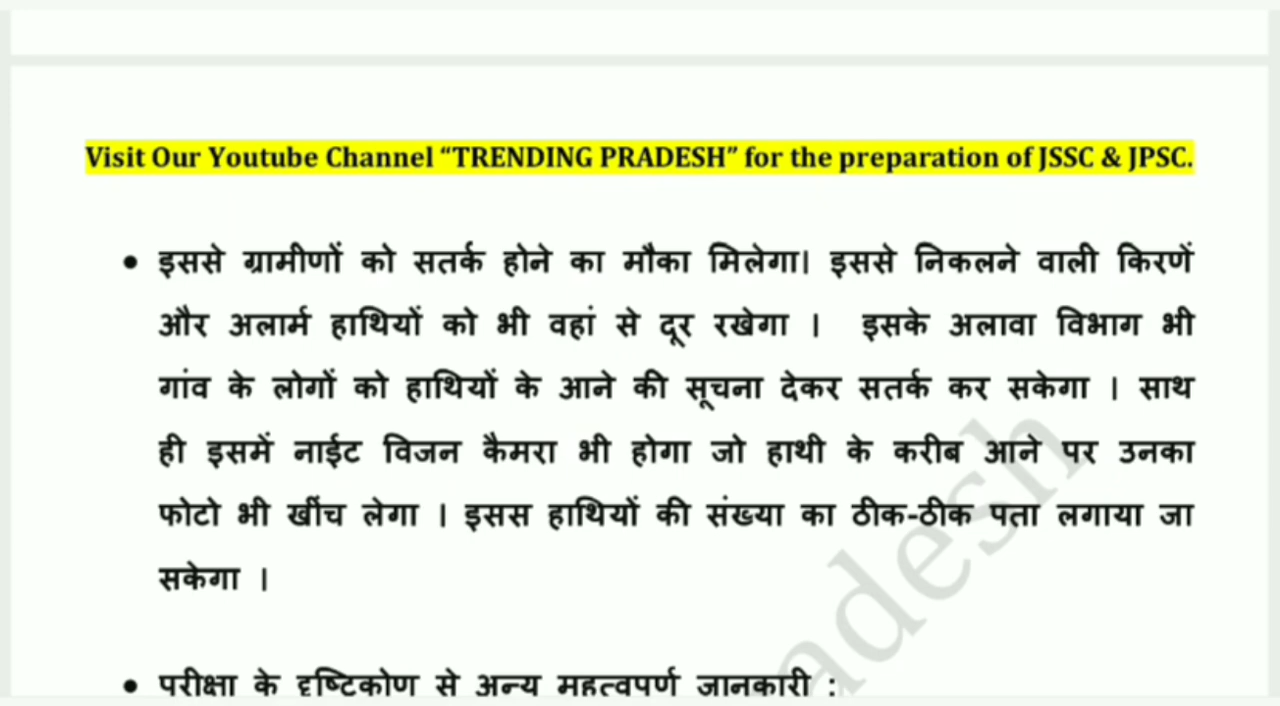 Visit Our Youtube Channel “TRENDING PRADESH” for the preparation of JSSC & JPSC.
• इससे ग्रामीणों को सतर्क होने का मौका मिलेगा। इससे निकलने वाली किरणें
और अलार्म हाथियों को भी वहां से दूर रखेगा । इसके अलावा विभाग भी
गांव के लोगों को हाथियों के आने की सूचना देकर सतर्क कर सकेगा । साथ
ही इसमें नाईट विजन कैमरा भी होगा जो हाथी के करीब आने पर उनका
फोटो भी खींच लेगा । इसस हाथियों की संख्या का ठीक-ठीक पता लगाया जा
सकेगा ।
• परीक्षा के दृष्टिकोण से अन्य महत्वपूर्ण जानकारी :
adesh